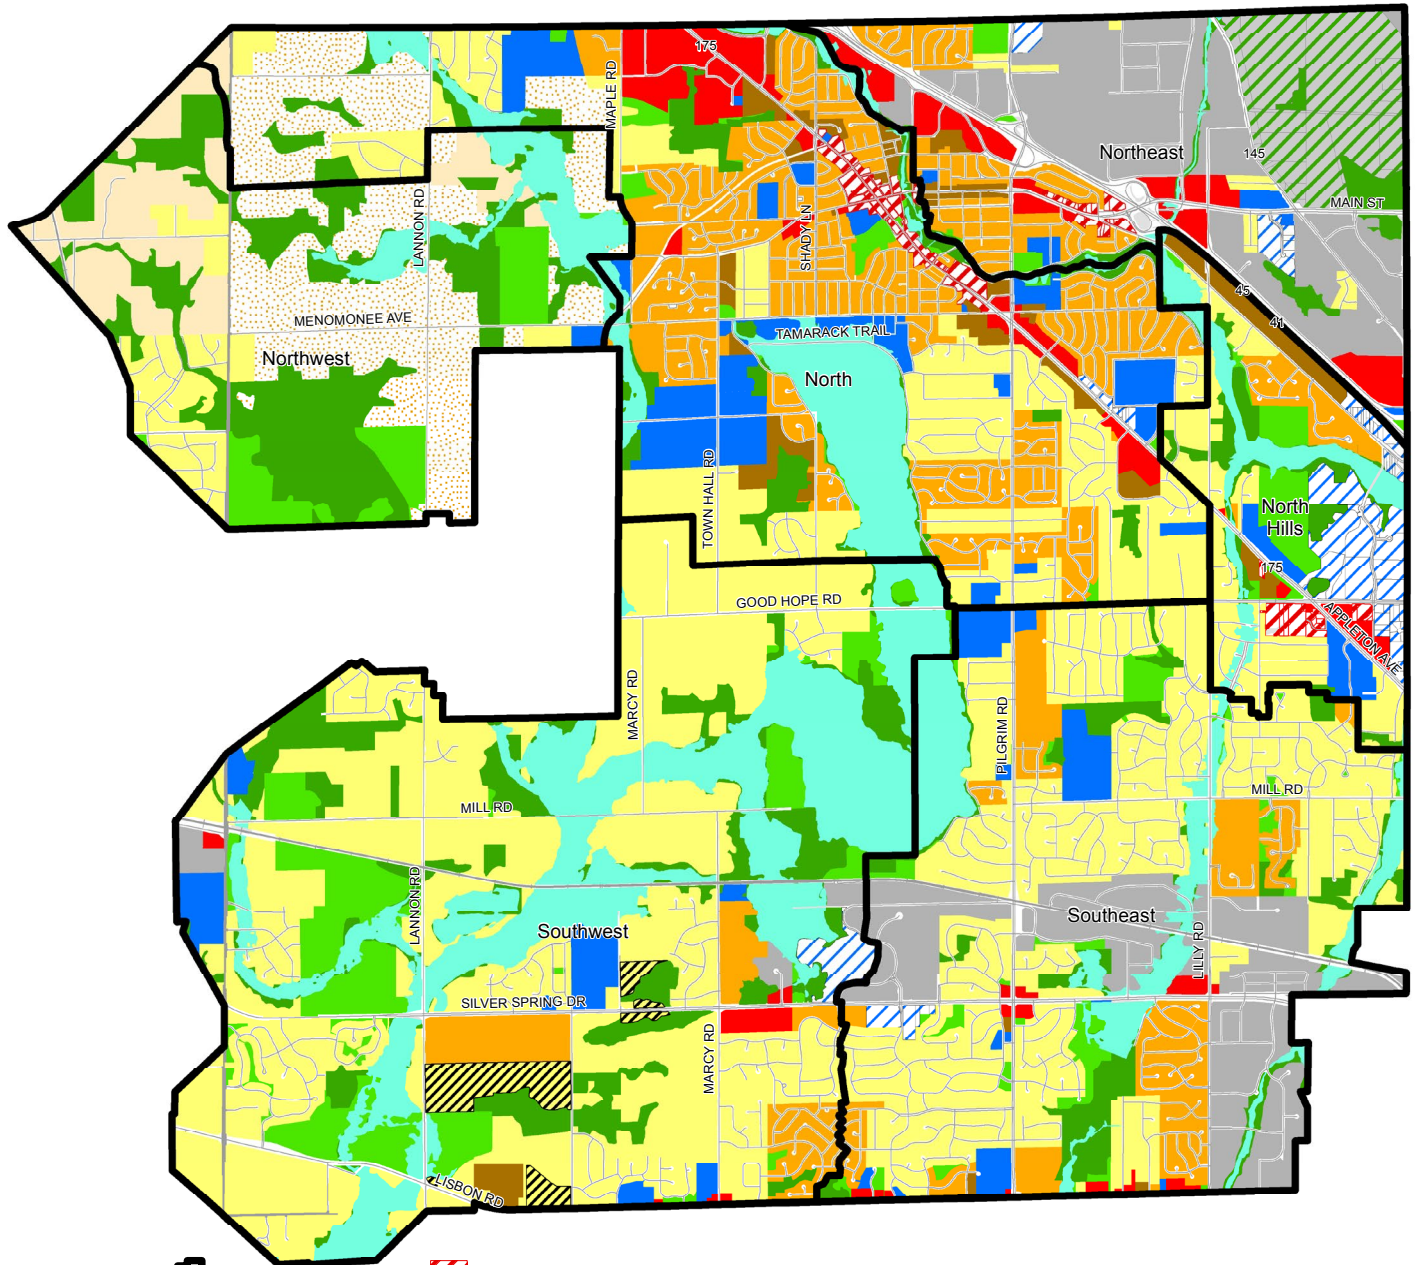 175
MAPLE RD
Northeast
145
MAIN ST
LANNON RD
SHADY LN
45
41
MENOMONEE AVE
TAMARACK TRAIL
Northwest
North
TOWN HALL RD
North
Hills
175
GOOD HOPE RD
APPLETON AVE
MARCY RD
PILGRIM RD
MILL RD
MILL RD
LANNON RD
Southwest
Southeast
LILLY RD
SILVER SPRING DR
MARCY RD
LISBON RD